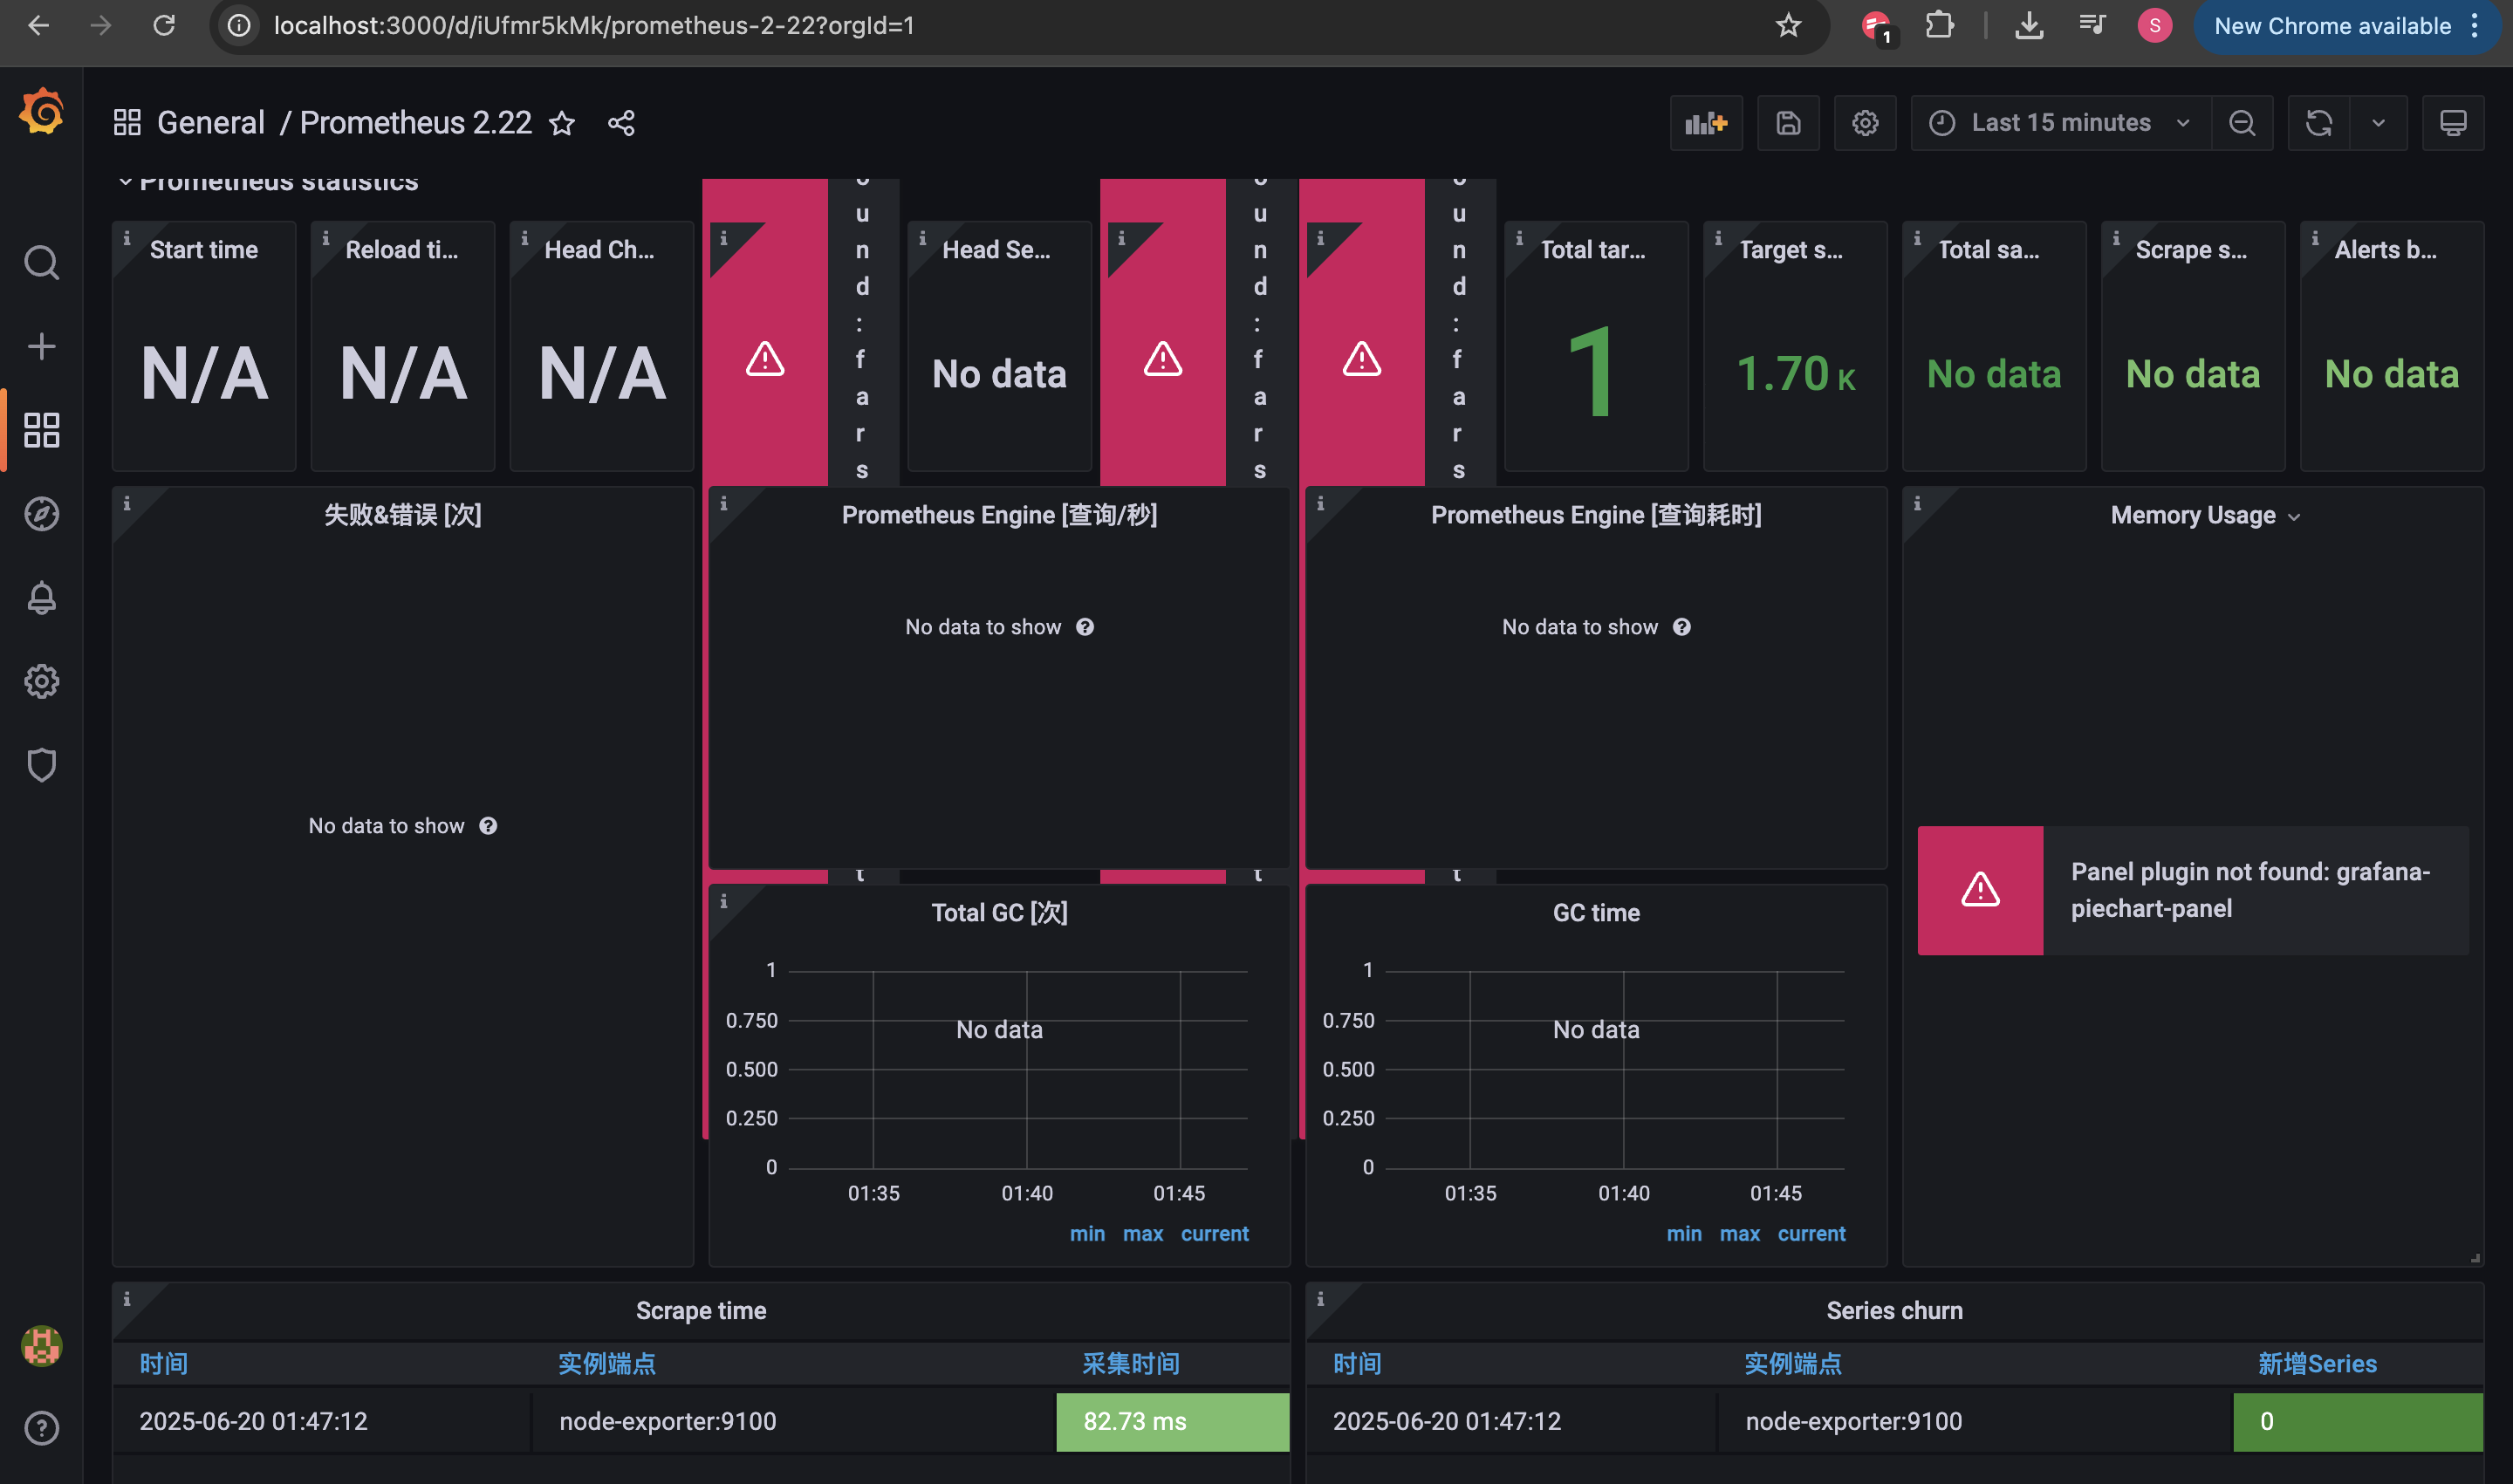 localhost:3000/d/iUfmr5kMk/prometheus-2-22?orgId=1
1
S
New Chrome available
General / Prometheus 2.22
Last 15 minutes
Prometheus statistics
Start time
N/A
Reload ti...
N/A
Head Ch...
N/A
o
u
n
d
:
f
a
r
s
t
Head Se...
No data
o
u
n
d
:
f
a
r
s
t
o
u
n
d
:
f
a
r
s
t
Total tar...
1
Target s...
1.70 K
Total sa...
No data
Scrape s...
No data
Alerts b...
No data
失败&错误 [次]
No data to show
Prometheus Engine [查询/秒]
No data to show
Prometheus Engine [查询耗时]
No data to show
Memory Usage
Panel plugin not found: grafana-
piechart-panel
Total GC [次]
1
0.750
0.500
0.250
0
No data
01:35 01:40 01:45
min max current
GC time
1
0.750
0.500
0.250
0
No data
01:35 01:40 01:45
min max current
Scrape time
时间 实例端点 采集时间
2025-06-20 01:47:12 node-exporter:9100 82.73 ms
Series churn
时间 实例端点 新增Series
2025-06-20 01:47:12 node-exporter:9100 0